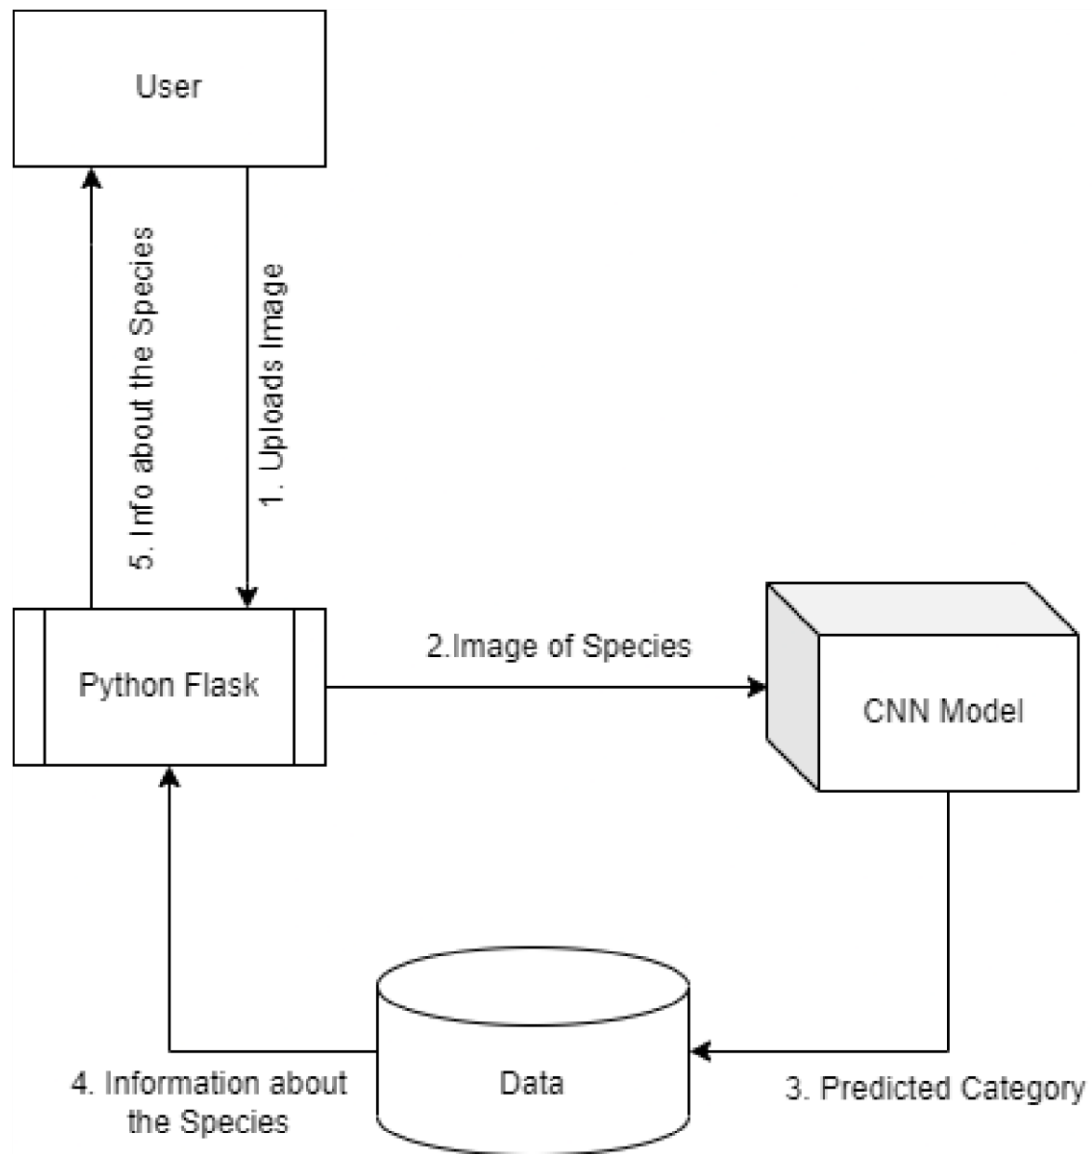 User
5. Info about the Species
1. Uploads Image
2.Image of Species
Python Flask
CNN Model
4. Information about
the Species
Data
3. Predicted Category